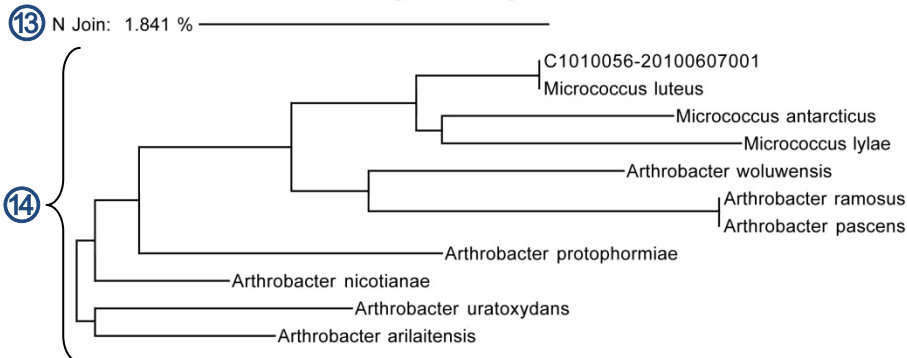 13 N Join: 1.841 %
C1010056-20100607001
Micrococcus luteus
Micrococcus antarcticus
Micrococcus lylae
Arthrobacter woluwensis
14
Arthrobacter ramosus
Arthrobacter pascens
Arthrobacter protophormiae
Arthrobacter nicotianae
Arthrobacter uratoxydans
Arthrobacter arilaitensis